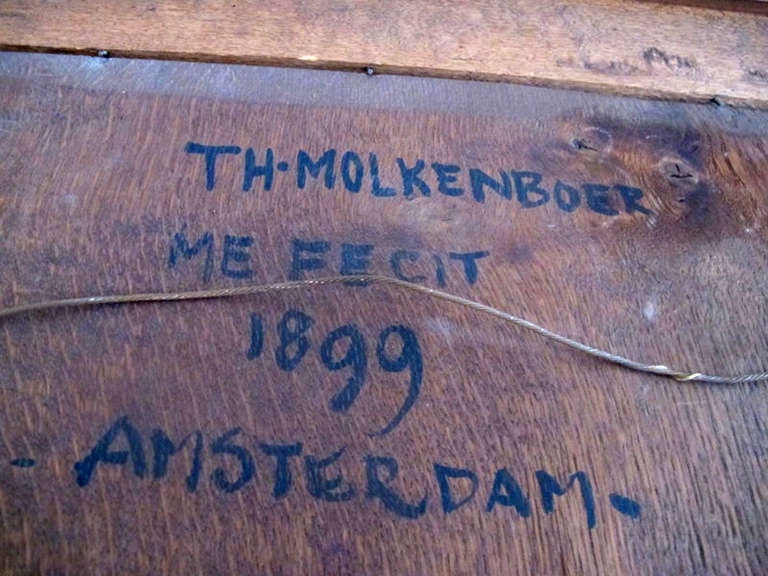 TH·MOLKENBOER
ME FECIT
1899
- AMSTERDAM -